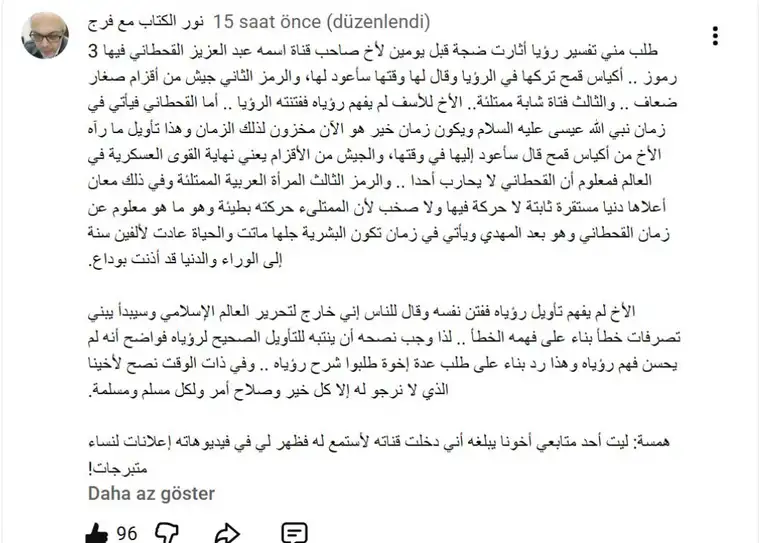 نور الكتاب مع فرج 15 saat önce (düzenlendi)
طلب مني تفسير رؤيا أثارت ضجة قبل يومين لأخ صاحب قناة اسمه عبد العزيز القحطاني فيها 3
رموز .. أكياس قمح تركها في الرؤيا وقال لها وقتها سأعود لها، والرمز الثاني جيش من أقزام صغار
ضعاف .. والثالث فتاة شابة ممتلئة.. الأخ للأسف لم يفهم رؤياه ففتنته الرؤيا .. أما القحطاني فيأتي في
زمان نبي الله عيسى عليه السلام ويكون زمان خير هو الآن مخزون لذلك الزمان وهذا تأويل ما رآه
الأخ من أكياس قمح قال سأعود إليها في وقتها، والجيش من الأقزام يعني نهاية القوى العسكرية في
العالم فمعلوم أن القحطاني لا يحارب أحدا .. والرمز الثالث المرأة العربية الممتلئة وفي ذلك معان
أعلاها دنيا مستقرة ثابتة لا حركة فيها ولا صخب لأن الممتلىء حركته بطيئة وهو ما هو معلوم عن
زمان القحطاني وهو بعد المهدي ويأتي في زمان تكون البشرية جلها ماتت والحياة عادت لألفين سنة
إلى الوراء والدنيا قد أذنت بوداع.
الأخ لم يفهم تأويل رؤياه ففتن نفسه وقال للناس إني خارج لتحرير العالم الإسلامي وسيبدأ يبني
تصرفات خطأ بناء على فهمه الخطأ .. لذا وجب نصحه أن ينتبه للتأويل الصحيح لرؤياه فواضح أنه لم
يحسن فهم رؤياه وهذا رد بناء على طلب عدة إخوة طلبوا شرح رؤياه .. وفي ذات الوقت نصح لأخينا
الذي لا نرجو له إلا كل خير وصلاح أمر ولكل مسلم ومسلمة.
همسة: ليت أحد متابعي أخونا يبلغه أني دخلت قناته لأستمع له فظهر لي في فيديوهاته إعلانات لنساء
متبرجات!
Daha az göster
96